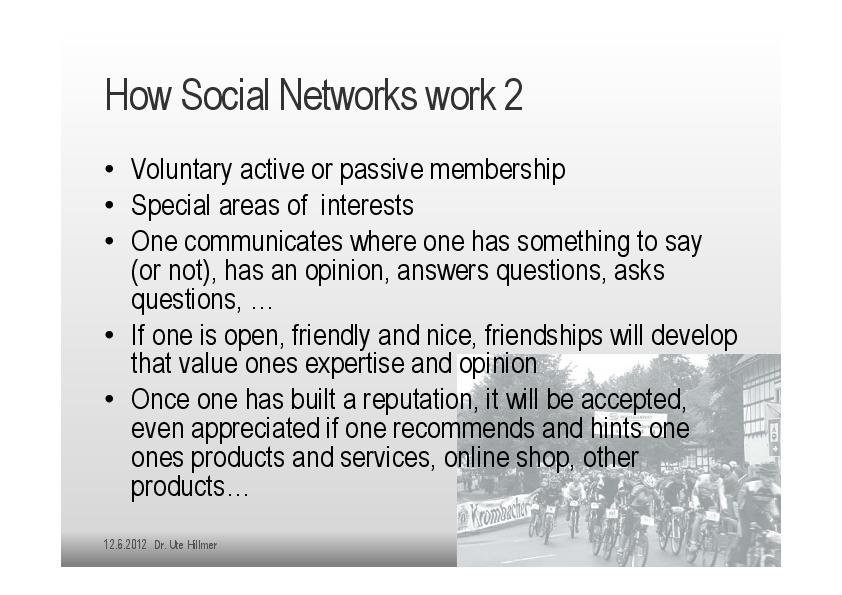 How Social Networks work 2
• Voluntary active or passive membership
• Special areas of  interests
• One communicates where one has something to say
(or not), has an opinion, answers questions, asks
questions, …
• If one is open, friendly and nice, friendships will develop
that value ones expertise and opinion
• Once one has built a reputation, it will be accepted,
even appreciated if one recommends and hints one
ones products and services, online shop, other
products…
Krombacher
12.6.2012 Dr. Ute Hillmer